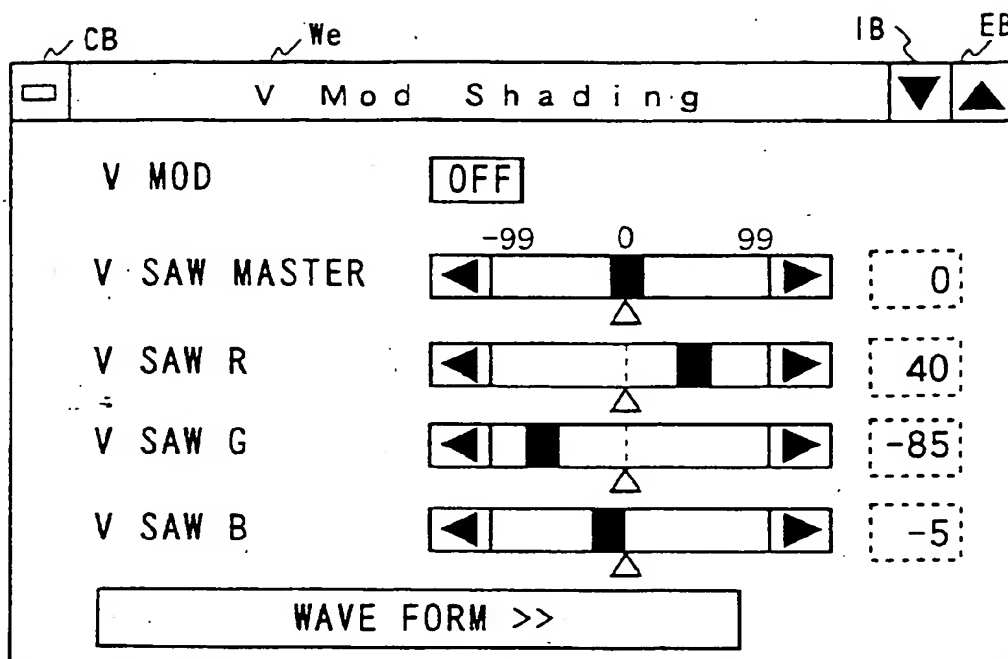 CB We IB EB
V Mod Shading
V MOD OFF
-99 0 99
V SAW MASTER 0
V SAW R 40
V SAW G -85
V SAW B -5
WAVE FORM >>